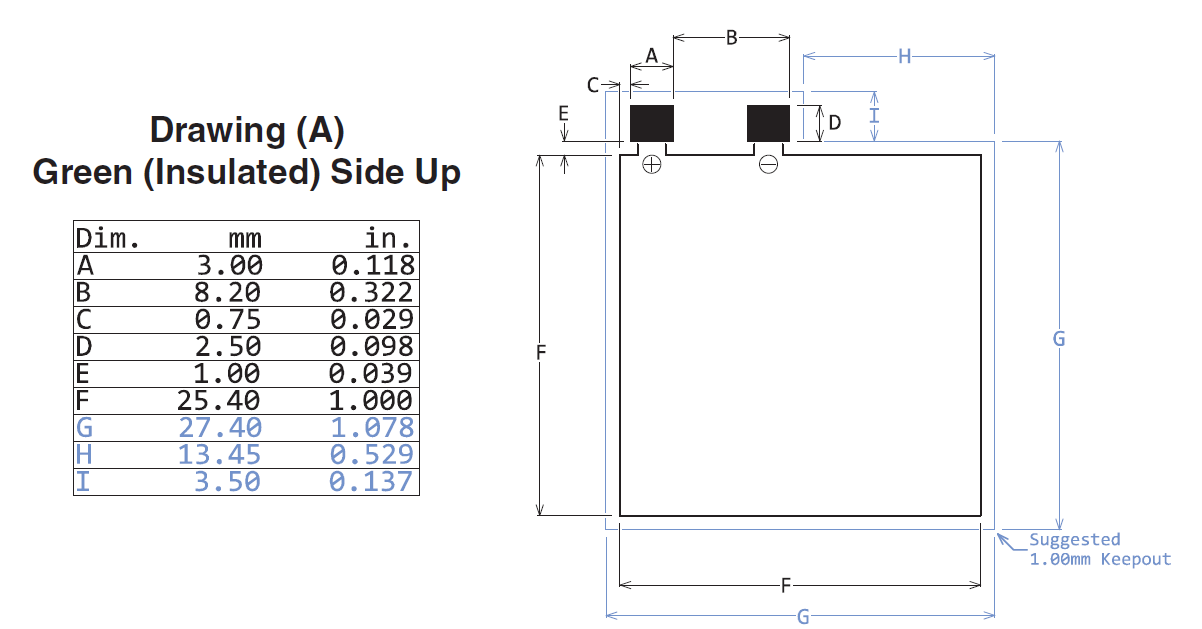 Drawing (A)
Green (Insulated) Side Up
Dim. mm in.
A 3.00 0.118
B 8.20 0.322
C 0.75 0.029
D 2.50 0.098
E 1.00 0.039
F 25.40 1.000
G 27.40 1.078
H 13.45 0.529
I 3.50 0.137
B
A
H
C
E
D
I
+
−
F
G
Suggested
1.00mm Keepout
F
G